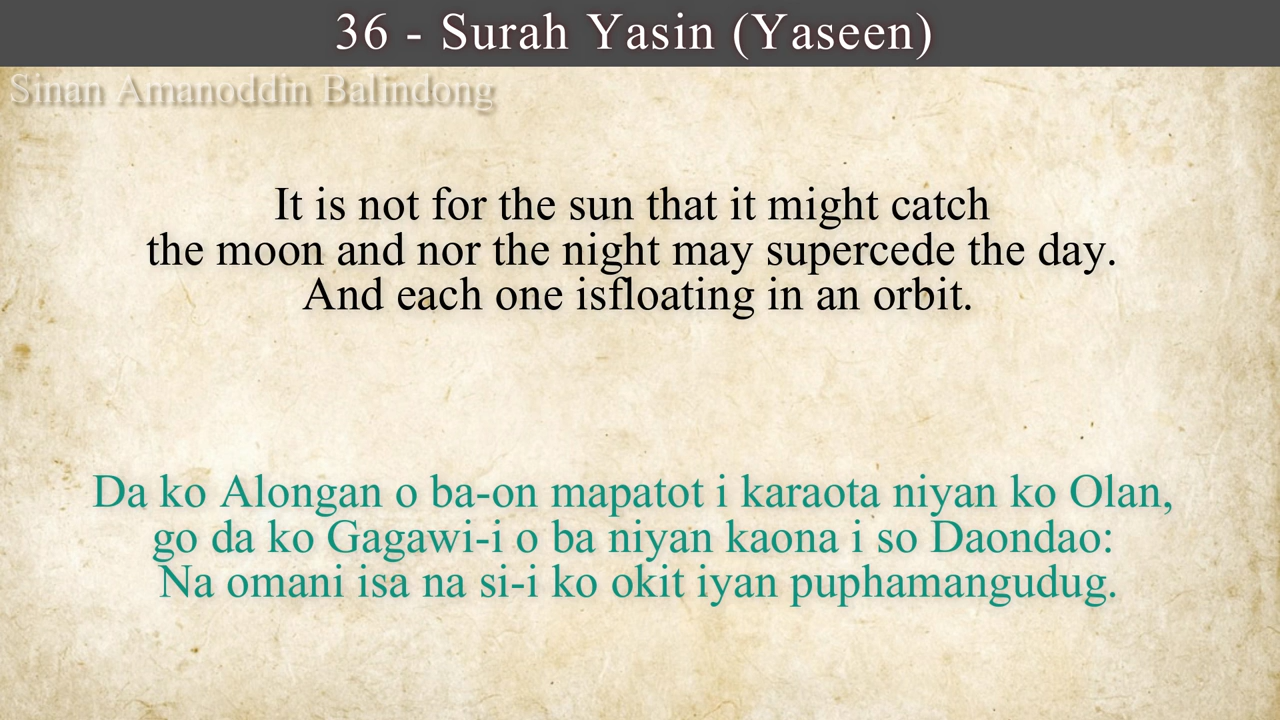 36 - Surah Yasin (Yaseen)
Sinan Amanoddin Balindong
It is not for the sun that it might catch
the moon and nor the night may supercede the day.
And each one isfloating in an orbit.
Da ko Alongan o ba-on mapatot i karaota niyan ko Olan,
go da ko Gagawi-i o ba niyan kaona i so Daondao:
Na omani isa na si-i ko okit iyan puphamangudug.